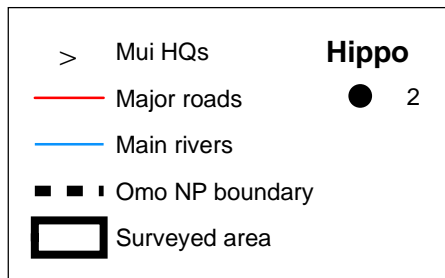 > Mui HQs
Hippo
Major roads
2
Main rivers
Omo NP boundary
Surveyed area